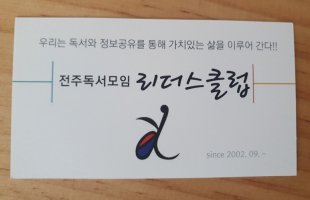 우리는 독서와 정보공유를 통해 가치있는 삶을 이루어 간다!!
전주독서모임 리더스클럽
since 2002. 09. ~